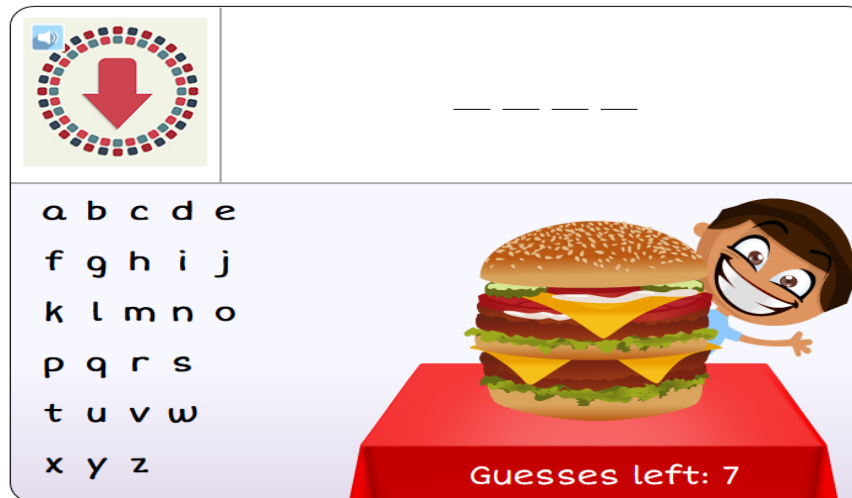 a b c d e
f g h i j
k l m n o
p q r s
t u v w
x y z
Guesses left: 7